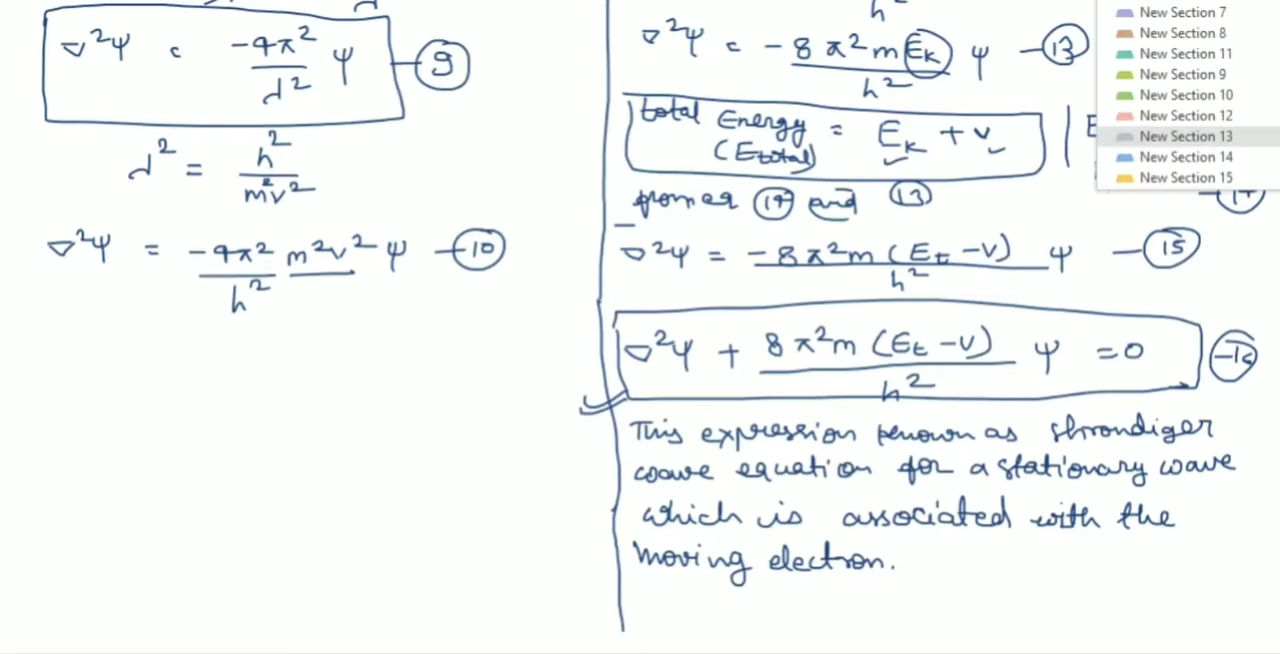 ∇²ψ = -4π²/λ² ψ —(9)
λ² = h²/m²v²
∇²ψ = -4π²/h² m²v² ψ —(10)
h²
∇²ψ = -8π²mEk/h² ψ —(13)
total Energy = Ek + v
(Etotal)
from eq (14) and (13)
∇²ψ = -8π²m(Et-V)/h² ψ —(15)
∇²ψ + 8π²m(Et-V)/h² ψ = 0
This expression known as shrondiger
wave equation for a stationary wave
which is associated with the
moving electron.
New Section 7
New Section 8
New Section 11
New Section 9
New Section 10
New Section 12
New Section 13
New Section 14
New Section 15